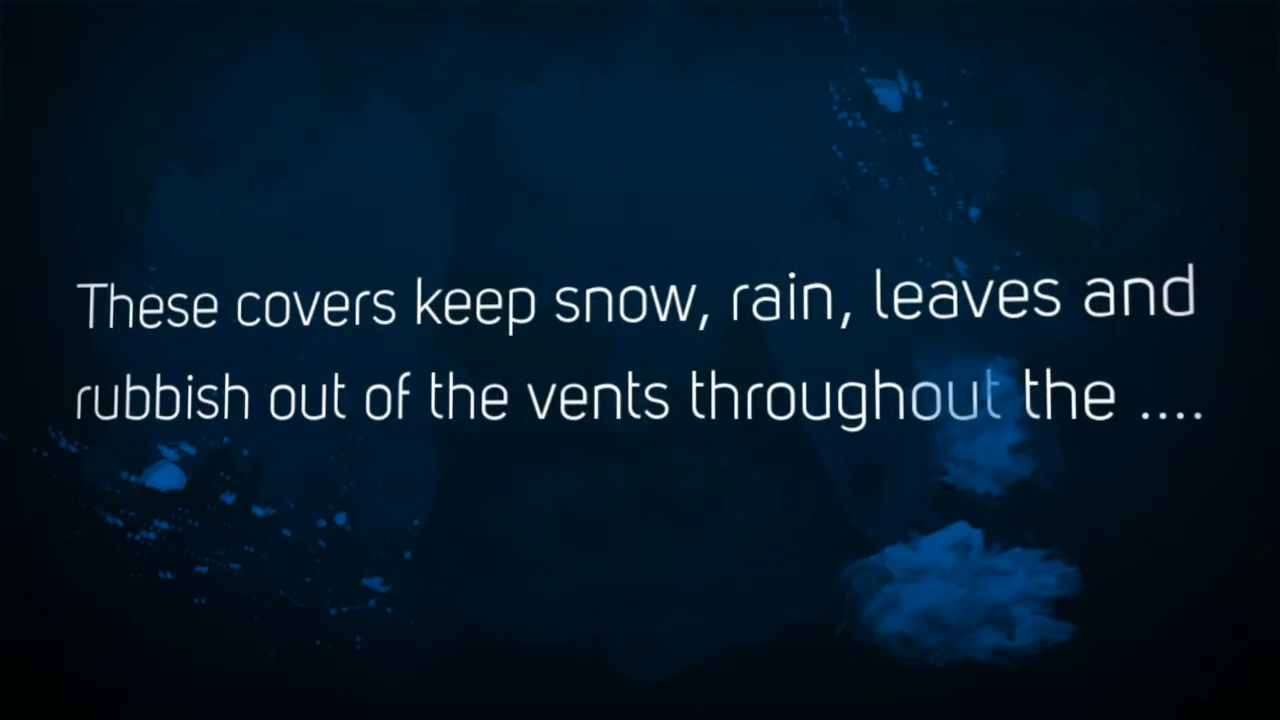 These covers keep snow, rain, leaves and
rubbish out of the vents throughout the ....